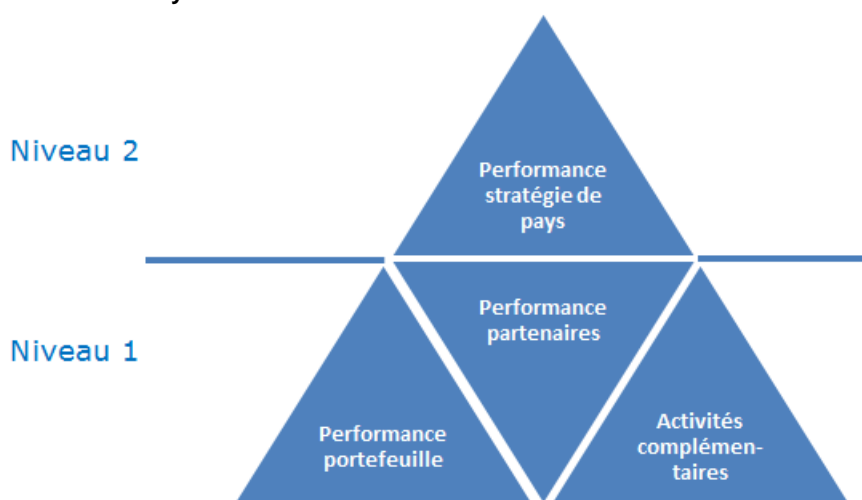 Niveau 2
Performance
stratégie de
pays
Niveau 1
Performance
partenaires
Performance
portefeuille
Activités
complémen-
taires